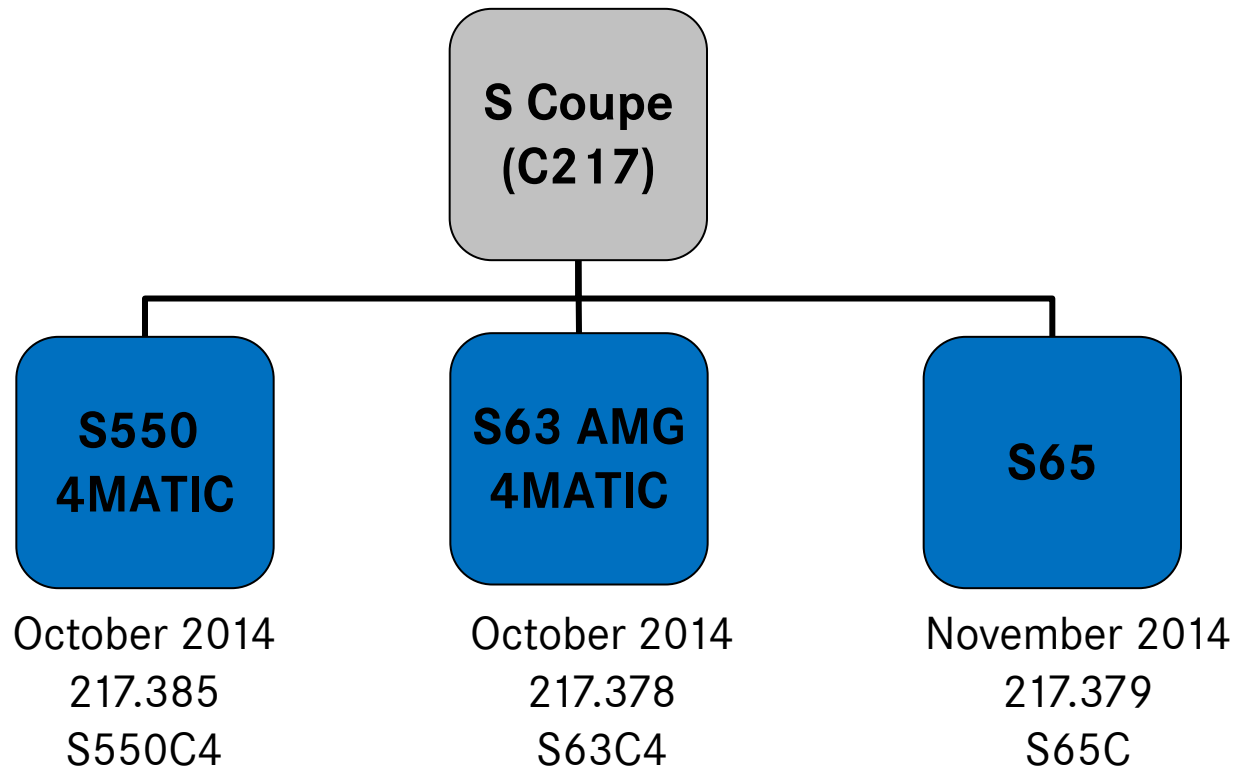 S Coupe
(C217)
S550
4MATIC
S63 AMG
4MATIC
S65
October 2014
217.385
S550C4
October 2014
217.378
S63C4
November 2014
217.379
S65C